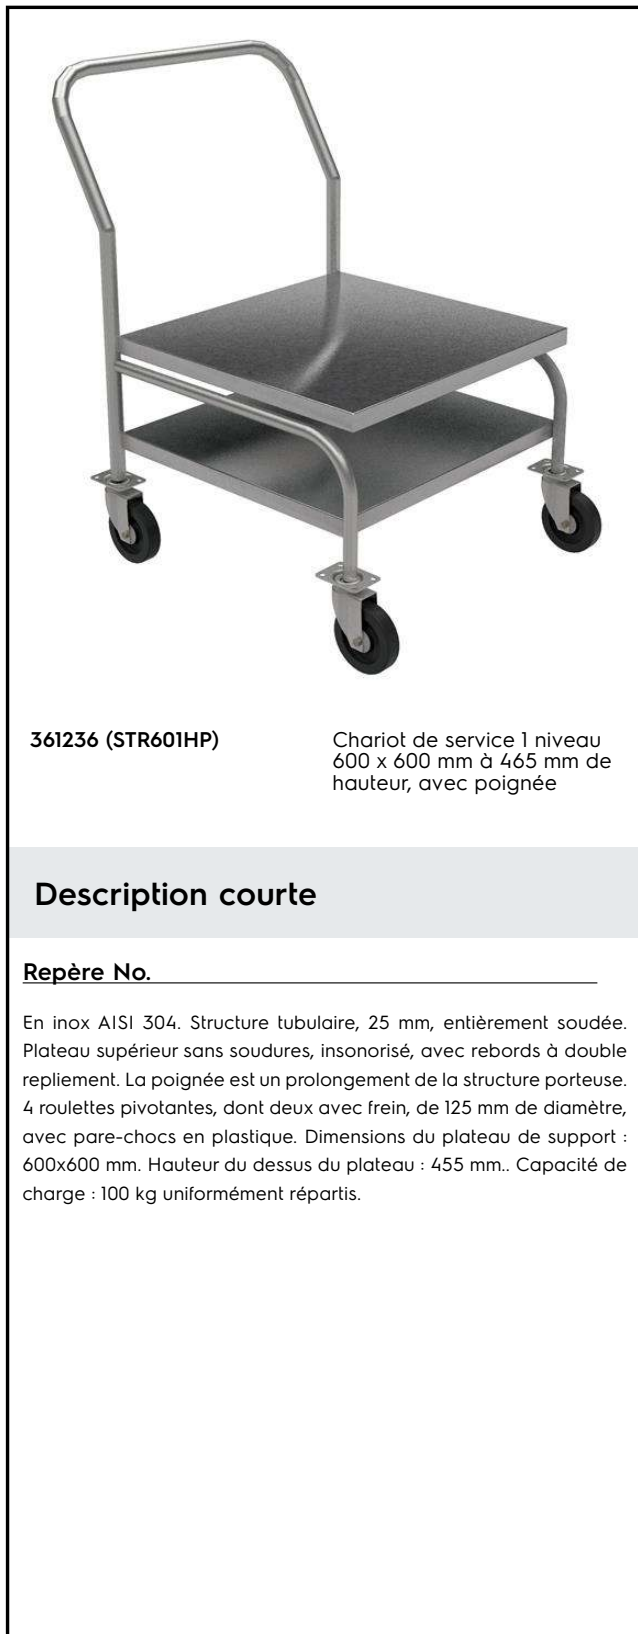 361236 (STR601HP)
Chariot de service 1 niveau
600 x 600 mm à 465 mm de
hauteur, avec poignée
Description courte
Repère No.
En inox AISI 304. Structure tubulaire, 25 mm, entièrement soudée.
Plateau supérieur sans soudures, insonorisé, avec rebords à double
repliement. La poignée est un prolongement de la structure porteuse.
4 roulettes pivotantes, dont deux avec frein, de 125 mm de diamètre,
avec pare-chocs en plastique. Dimensions du plateau de support :
600x600 mm. Hauteur du dessus du plateau : 455 mm.. Capacité de
charge : 100 kg uniformément répartis.